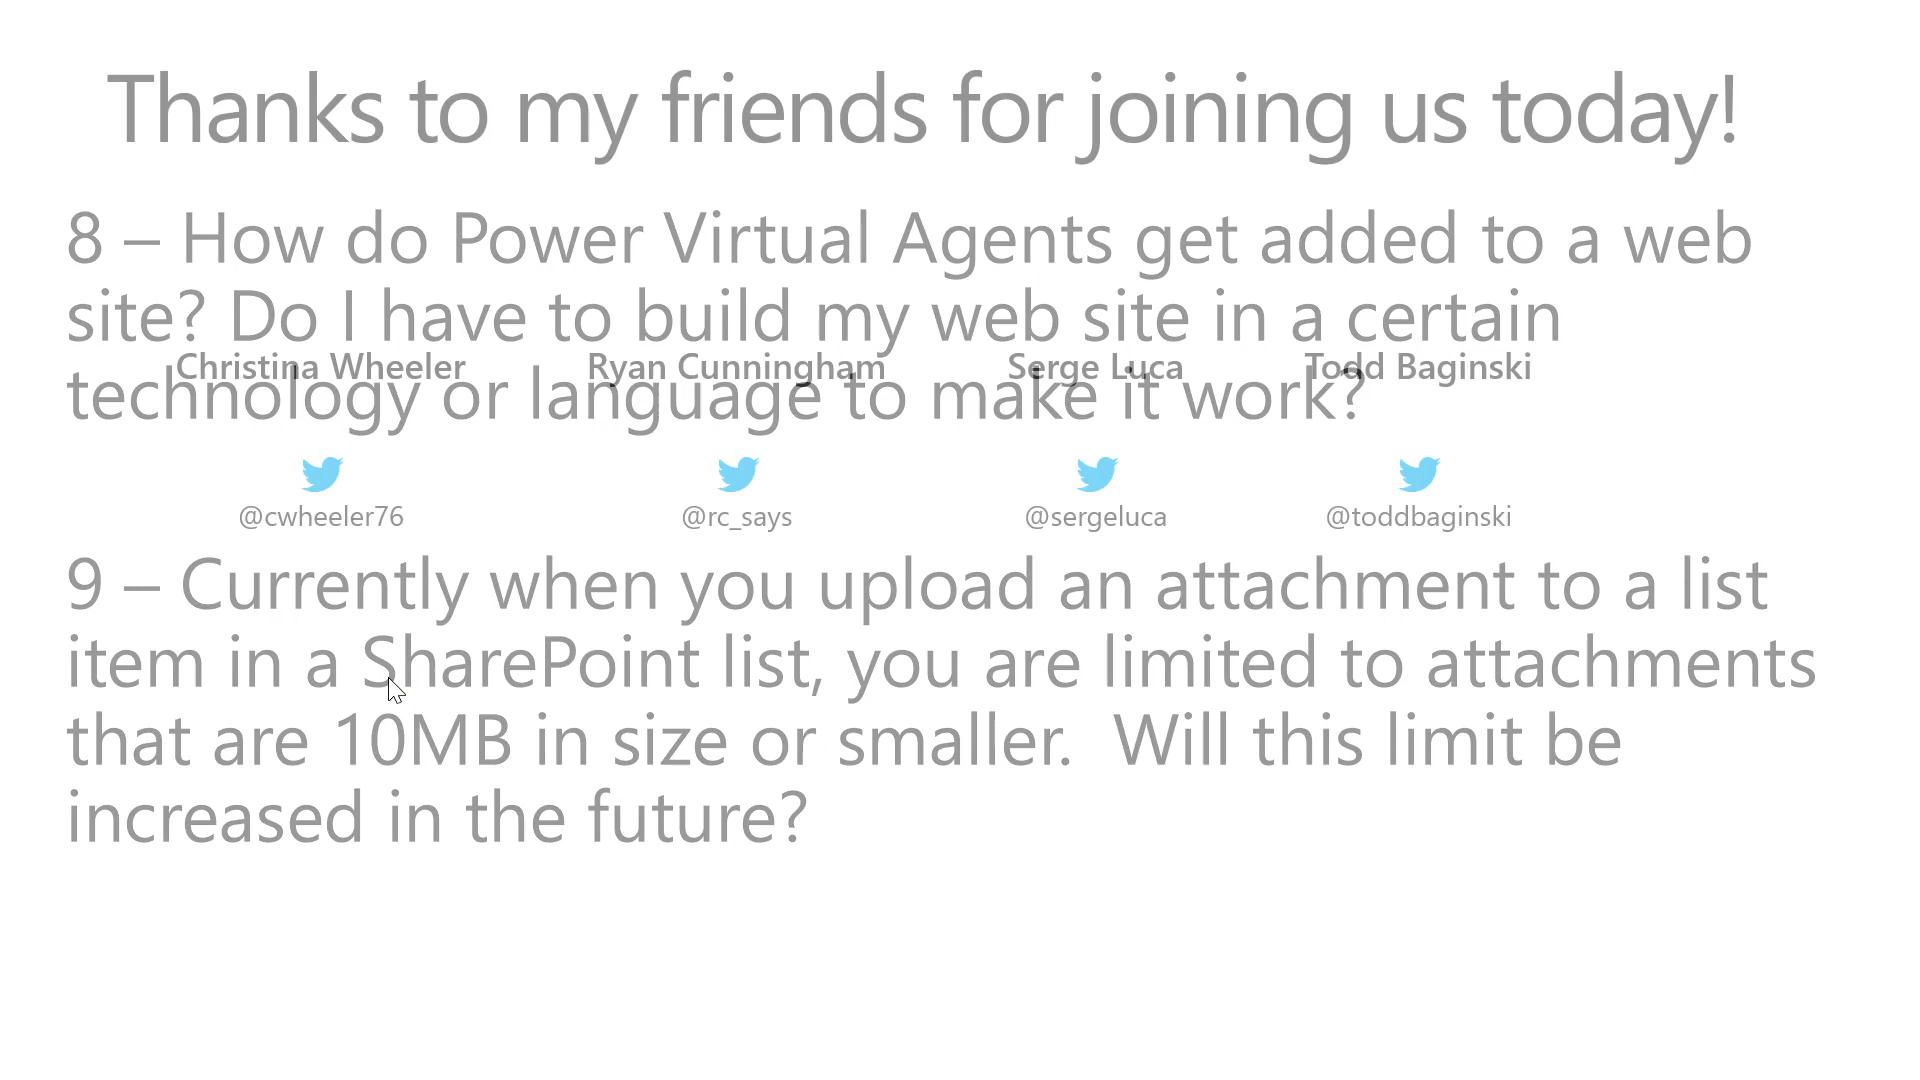 Thanks to my friends for joining us today!
8 – How do Power Virtual Agents get added to a web
site? Do I have to build my web site in a certain
technology or language to make it work?
Christina Wheeler
Ryan Cunningham
Serge Luca
Todd Baginski
@cwheeler76
@rc_says
@sergeluca
@toddbaginski
9 – Currently when you upload an attachment to a list
item in a SharePoint list, you are limited to attachments
that are 10MB in size or smaller.  Will this limit be
increased in the future?